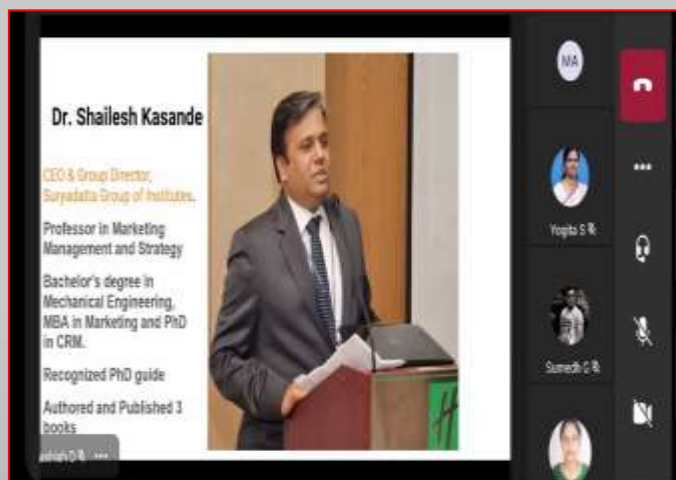 Dr. Shailesh Kasande
CEO & Group Director,
Suryadatta Group of Institutes.
Professor in Marketing
Management and Strategy
Bachelor's degree in
Mechanical Engineering,
MBA in Marketing and PhD
in CRM.
Recognized PhD guide
Authored and Published 3
books
MA
Yogita S
Sumedh G
H